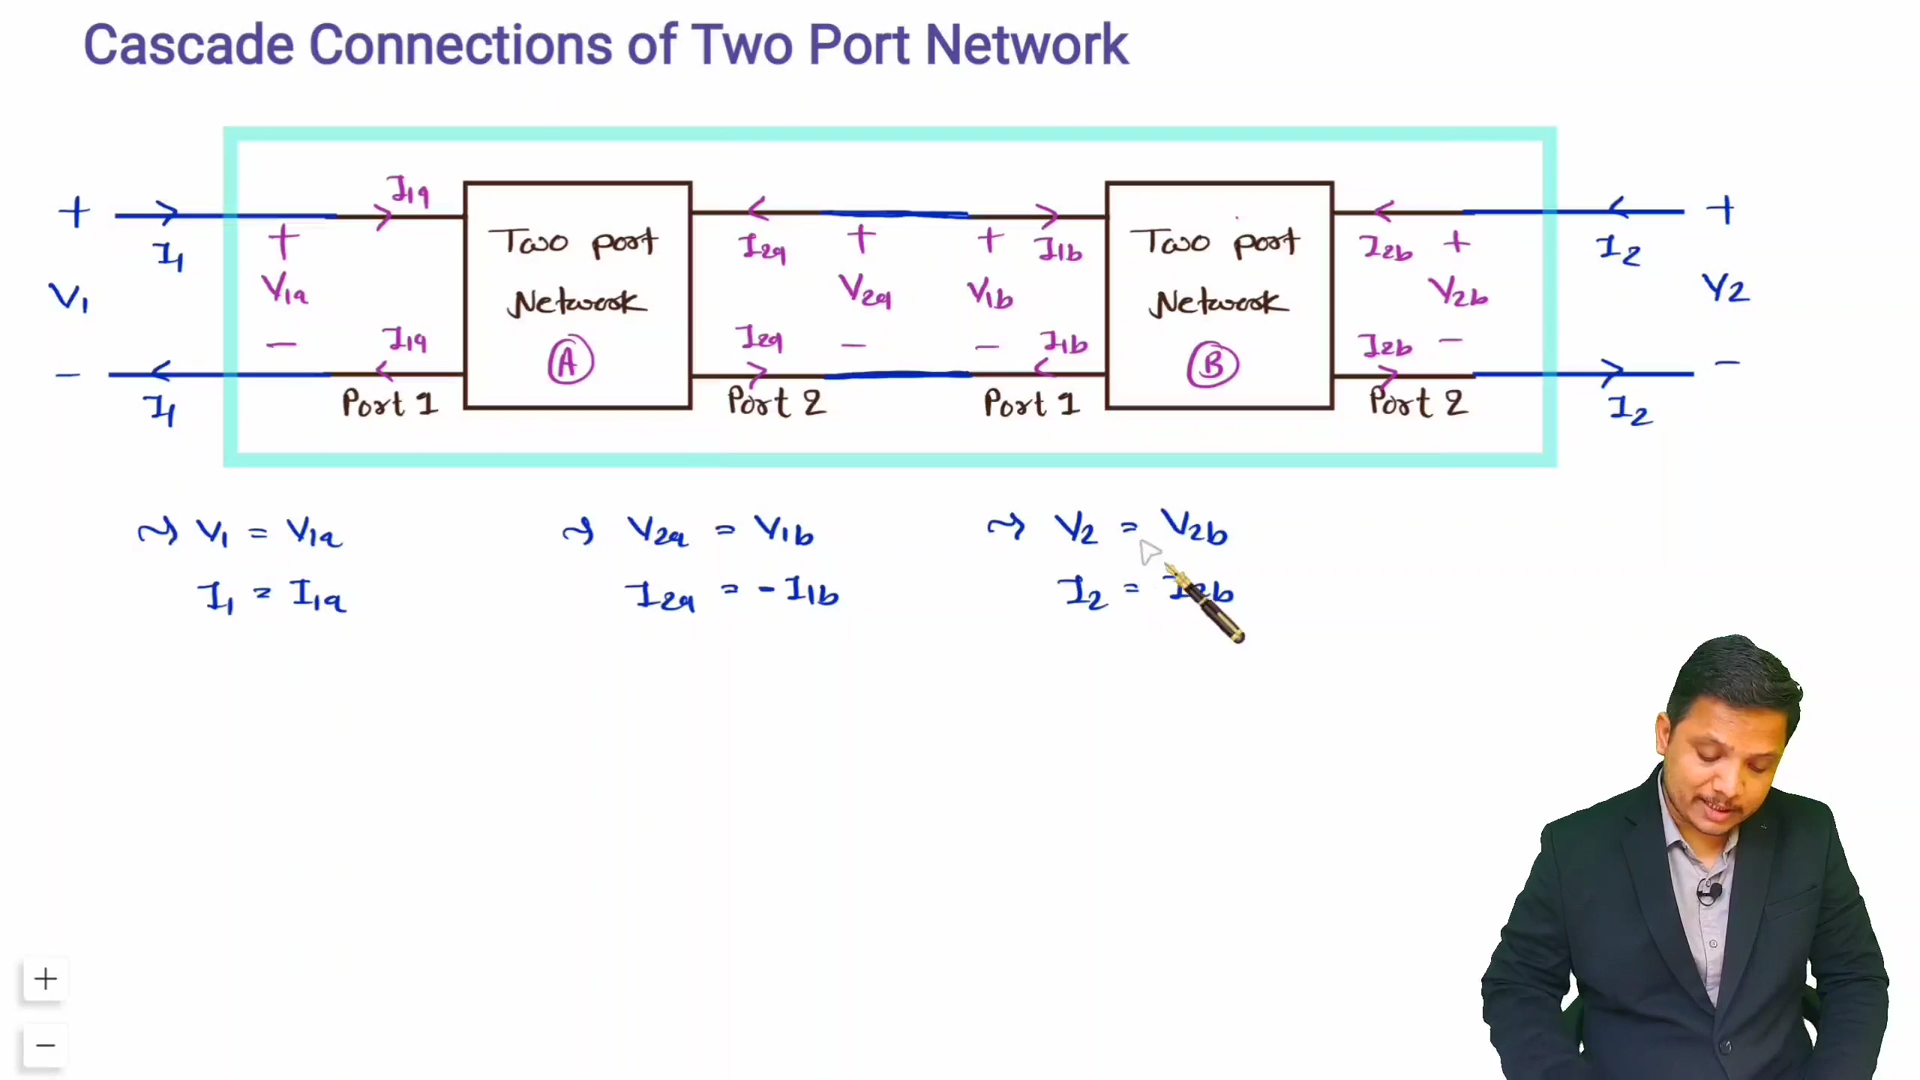 Cascade Connections of Two Port Network
+ I1a I2a I1b I2b +
I1 + V1a - Two port Network A + V2a - + V1b - Two port Network B + V2b - I2
V1 V2
- I1a I2a I1b I2b -
I1 Port 1 Port 2 Port 1 Port 2 I2
~> V1 = V1a ~> V2a = V1b ~> V2 = V2b
I1 = I1a I2a = -I1b I2 = I2b
+
−